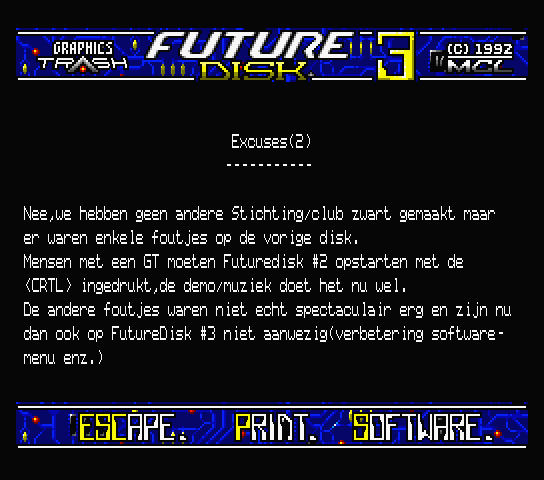 GRAPHICS
TRASH
FUTURE
DISK
3
(C) 1992
MCL
Excuses(2)
-----------
Nee,we hebben geen andere Stichting/club zwart gemaakt maar
er waren enkele foutjes op de vorige disk.
Mensen met een GT moeten Futuredisk #2 opstarten met de
<CRTL> ingedrukt,de demo/muziek doet het nu wel.
De andere foutjes waren niet echt spectaculair erg en zijn nu
dan ook op FutureDisk #3 niet aanwezig(verbetering software-
menu enz.)
ESCAPE. PRINT. SOFTWARE.